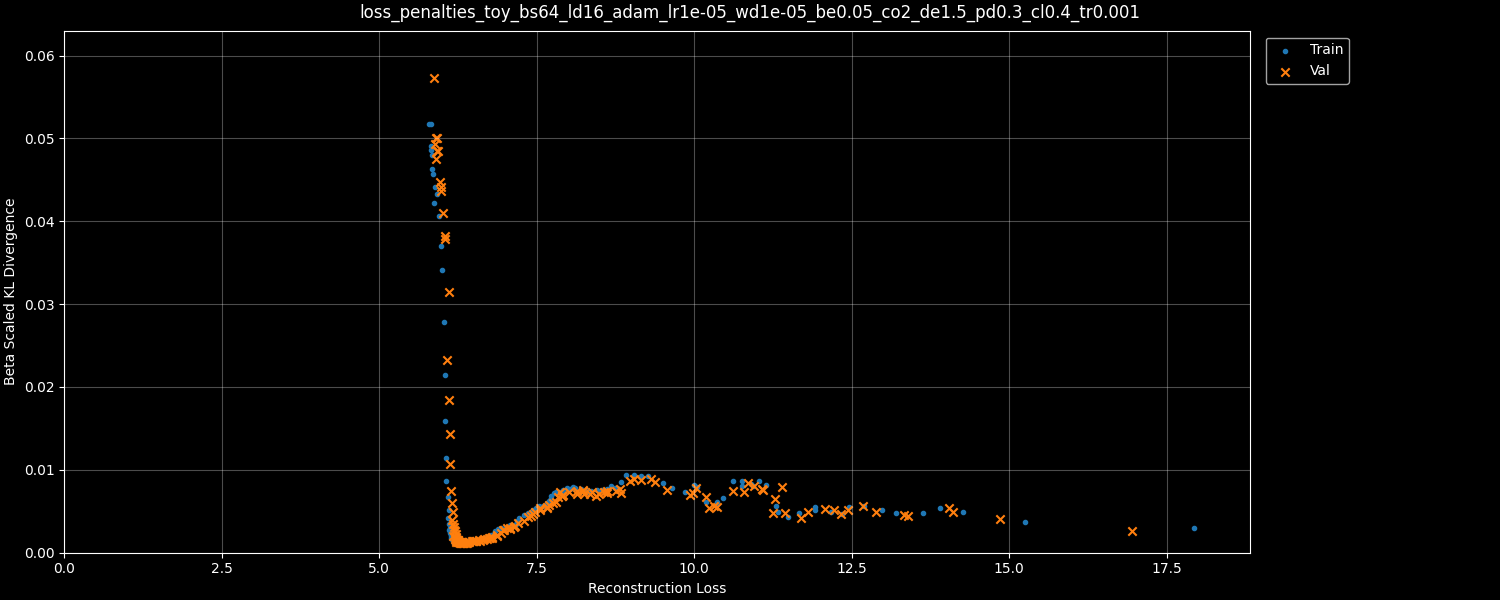 loss_penalties_toy_bs64_ld16_adam_lr1e-05_wd1e-05_be0.05_co2_de1.5_pd0.3_cl0.4_tr0.001
Train
Val
Beta Scaled KL Divergence
0.06
0.05
0.04
0.03
0.02
0.01
0.00
0.0 2.5 5.0 7.5 10.0 12.5 15.0 17.5
Reconstruction Loss